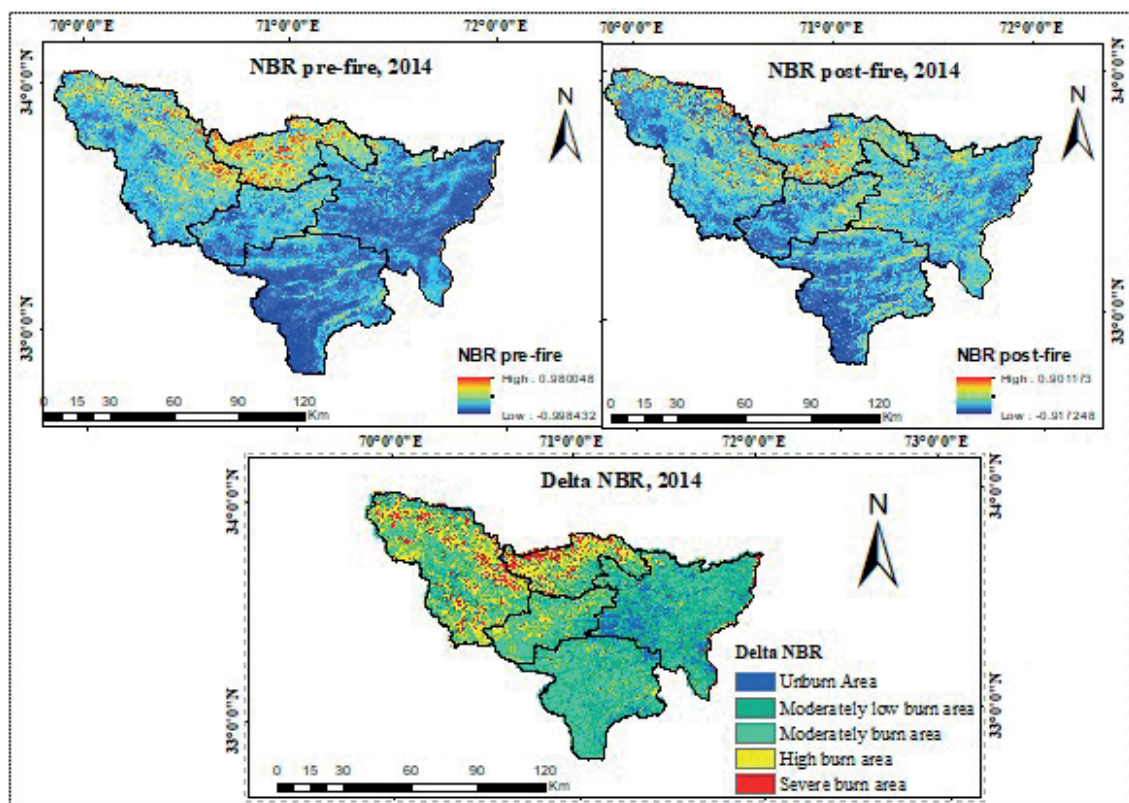 70°0'0"E 71°0'0"E 72°0'0"E
NBR pre-fire, 2014
N
34°0'0"N
33°0'0"N
NBR pre-fire
High : 0.980048
Low : -0.998432
0 15 30 60 90 120
Km
70°0'0"E 71°0'0"E 72°0'0"E
NBR post-fire, 2014
N
34°0'0"N
33°0'0"N
NBR post-fire
High : 0.901173
Low : -0.917248
0 15 30 60 90 120
Km
70°0'0"E 71°0'0"E 72°0'0"E 73°0'0"E
Delta NBR, 2014
N
34°0'0"N
34°0'0"N
33°0'0"N
33°0'0"N
Delta NBR
Unburn Area
Moderately low burn area
Moderately burn area
High burn area
Severe burn area
0 15 30 60 90 120
Km